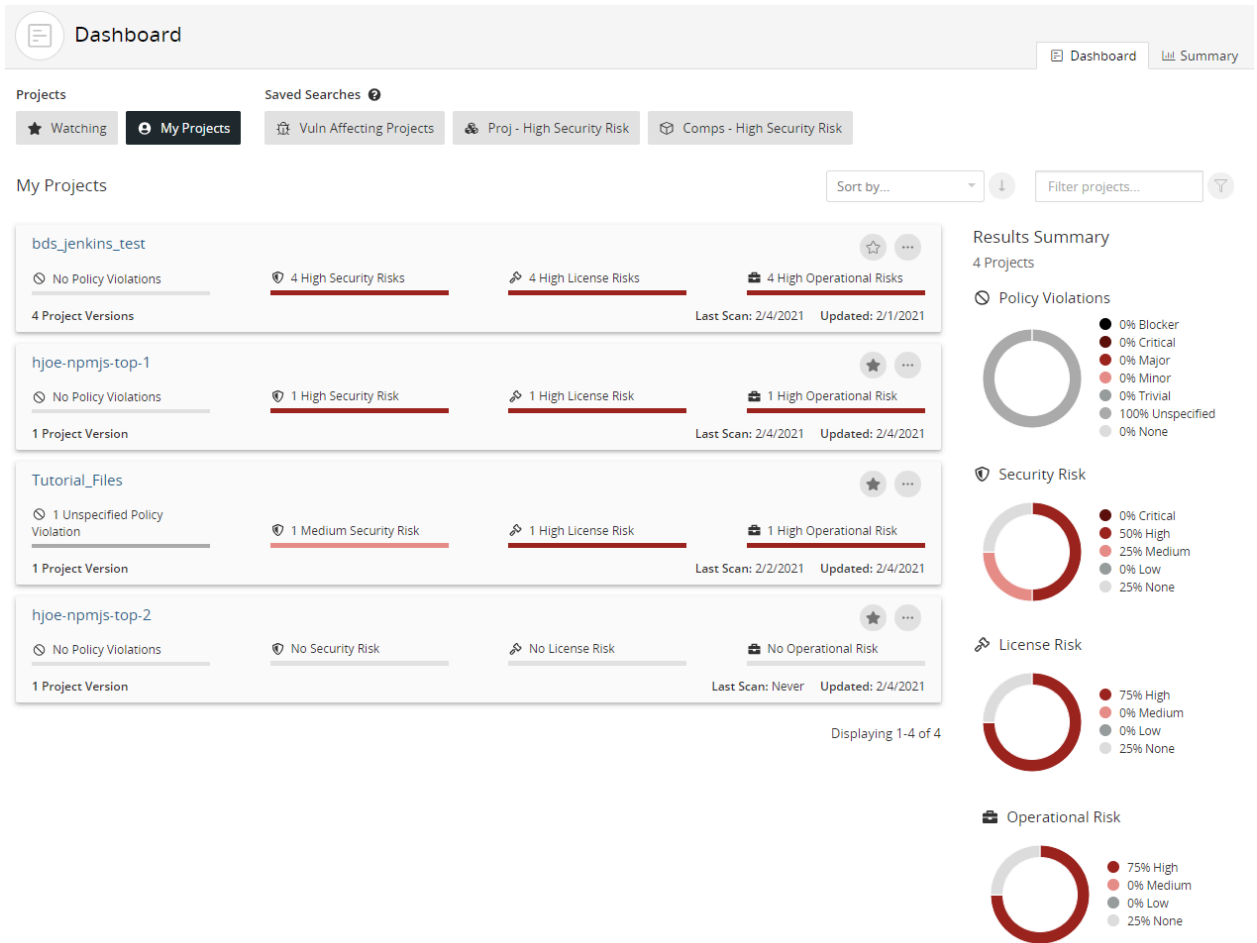 Dashboard
Dashboard
Summary
Projects
Saved Searches
Watching
My Projects
Vuln Affecting Projects
Proj - High Security Risk
Comps - High Security Risk
My Projects
Sort by...
Filter projects...
bds_jenkins_test
No Policy Violations
4 High Security Risks
4 High License Risks
4 High Operational Risks
4 Project Versions
Last Scan: 2/4/2021 Updated: 2/1/2021
hjoe-npmjs-top-1
No Policy Violations
1 High Security Risk
1 High License Risk
1 High Operational Risk
1 Project Version
Last Scan: 2/4/2021 Updated: 2/4/2021
Tutorial_Files
1 Unspecified Policy
Violation
1 Medium Security Risk
1 High License Risk
1 High Operational Risk
1 Project Version
Last Scan: 2/2/2021 Updated: 2/4/2021
hjoe-npmjs-top-2
No Policy Violations
No Security Risk
No License Risk
No Operational Risk
1 Project Version
Last Scan: Never Updated: 2/4/2021
Displaying 1-4 of 4
Results Summary
4 Projects
Policy Violations
0% Blocker
0% Critical
0% Major
0% Minor
0% Trivial
100% Unspecified
0% None
Security Risk
0% Critical
50% High
25% Medium
0% Low
25% None
License Risk
75% High
0% Medium
0% Low
25% None
Operational Risk
75% High
0% Medium
0% Low
25% None